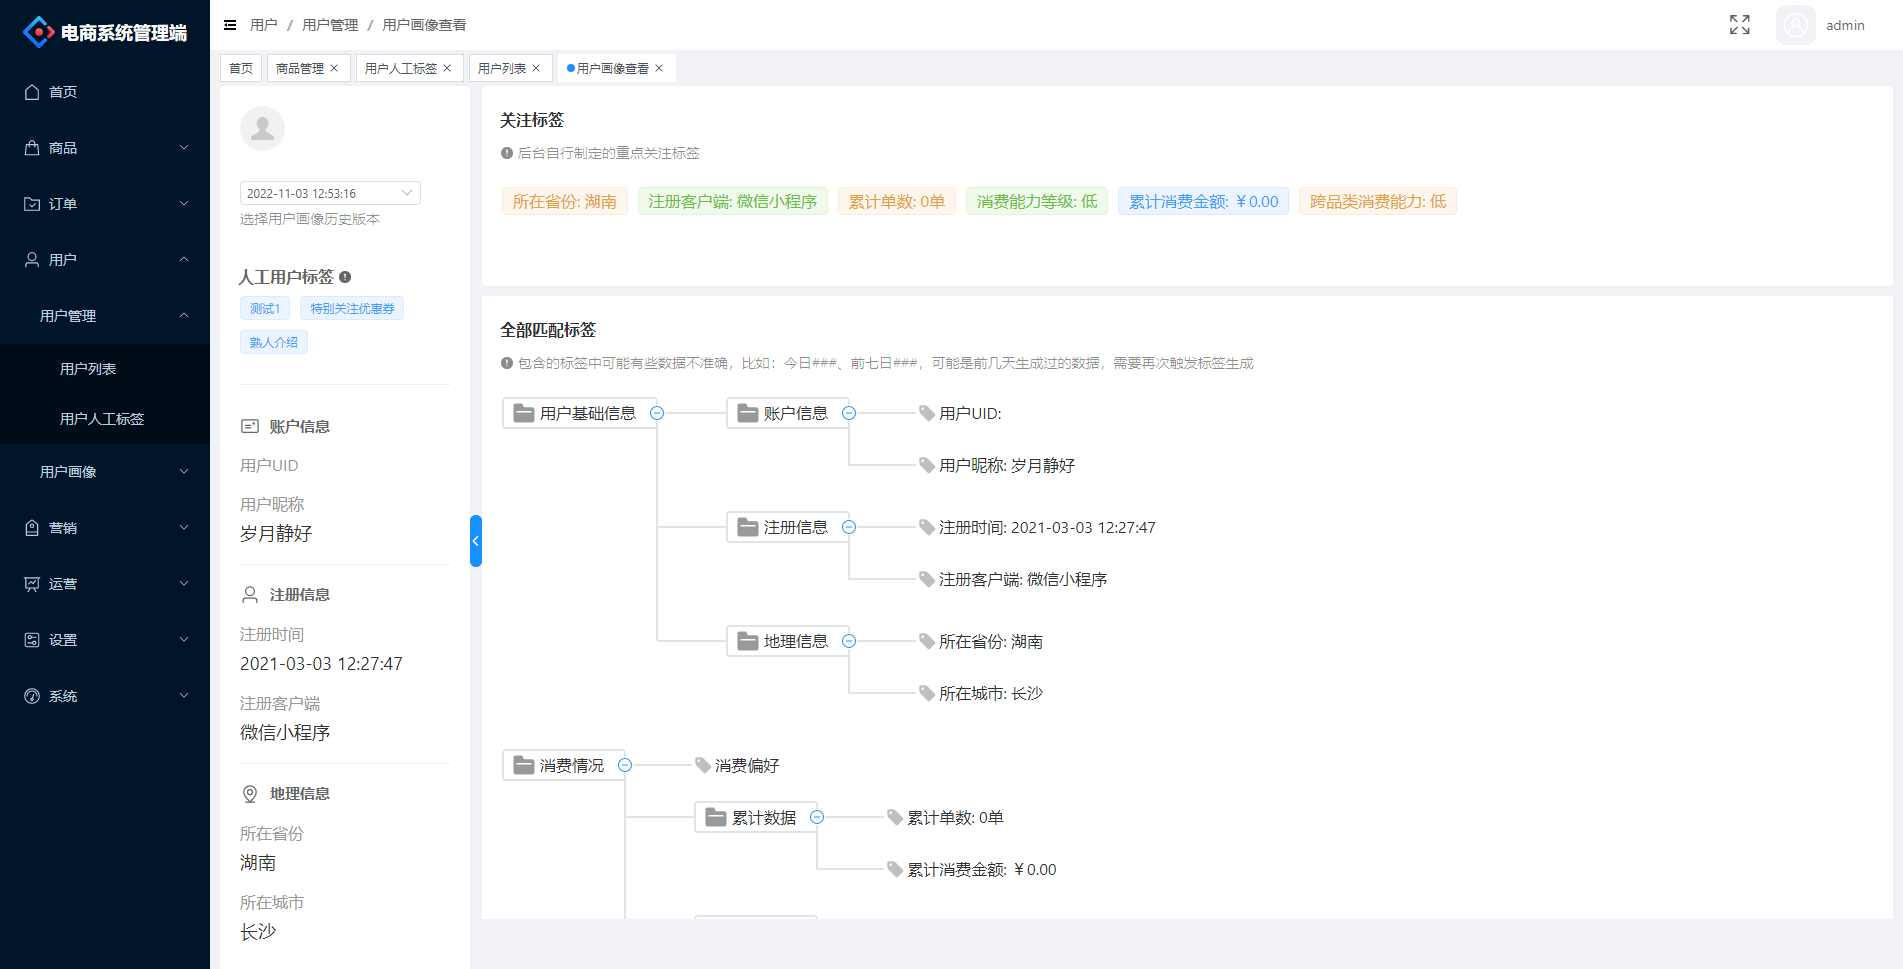 电商系统管理端
首页
商品
订单
用户
用户管理
用户列表
用户人工标签
用户画像
营销
运营
设置
系统
用户 / 用户管理 / 用户画像查看
admin
首页
商品管理 ×
用户人工标签 ×
用户列表 ×
用户画像查看 ×
2022-11-03 12:53:16
选择用户画像历史版本
人工用户标签
测试1
特别关注优惠券
熟人介绍
账户信息
用户UID
用户昵称
岁月静好
注册信息
注册时间
2021-03-03 12:27:47
注册客户端
微信小程序
地理信息
所在省份
湖南
所在城市
长沙
关注标签
后台自行制定的重点关注标签
所在省份: 湖南
注册客户端: 微信小程序
累计单数: 0单
消费能力等级: 低
累计消费金额: ￥0.00
跨品类消费能力: 低
全部匹配标签
包含的标签中可能有些数据不准确，比如：今日###、前七日###，可能是前几天生成过的数据，需要再次触发标签生成
用户基础信息
账户信息
用户UID:
用户昵称: 岁月静好
注册信息
注册时间: 2021-03-03 12:27:47
注册客户端: 微信小程序
地理信息
所在省份: 湖南
所在城市: 长沙
消费情况
消费偏好
累计数据
累计单数: 0单
累计消费金额: ￥0.00